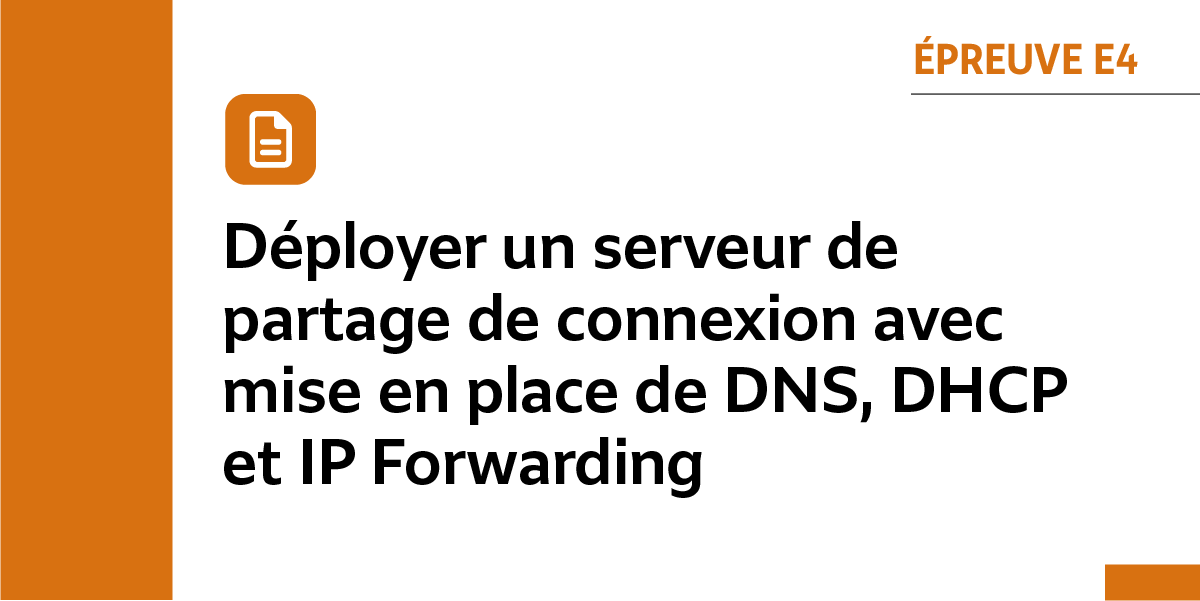 ÉPREUVE E4
Déployer un serveur de
partage de connexion avec
mise en place de DNS, DHCP
et IP Forwarding